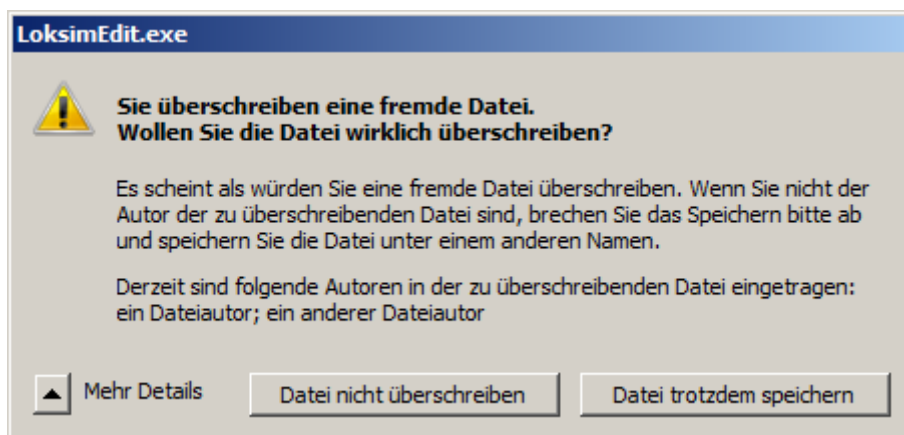 LoksimEdit.exe
Sie überschreiben eine fremde Datei.
Wollen Sie die Datei wirklich überschreiben?
Es scheint als würden Sie eine fremde Datei überschreiben. Wenn Sie nicht der
Autor der zu überschreibenden Datei sind, brechen Sie das Speichern bitte ab
und speichern Sie die Datei unter einem anderen Namen.
Derzeit sind folgende Autoren in der zu überschreibenden Datei eingetragen:
ein Dateiautor; ein anderer Dateiautor
Mehr Details
Datei nicht überschreiben
Datei trotzdem speichern